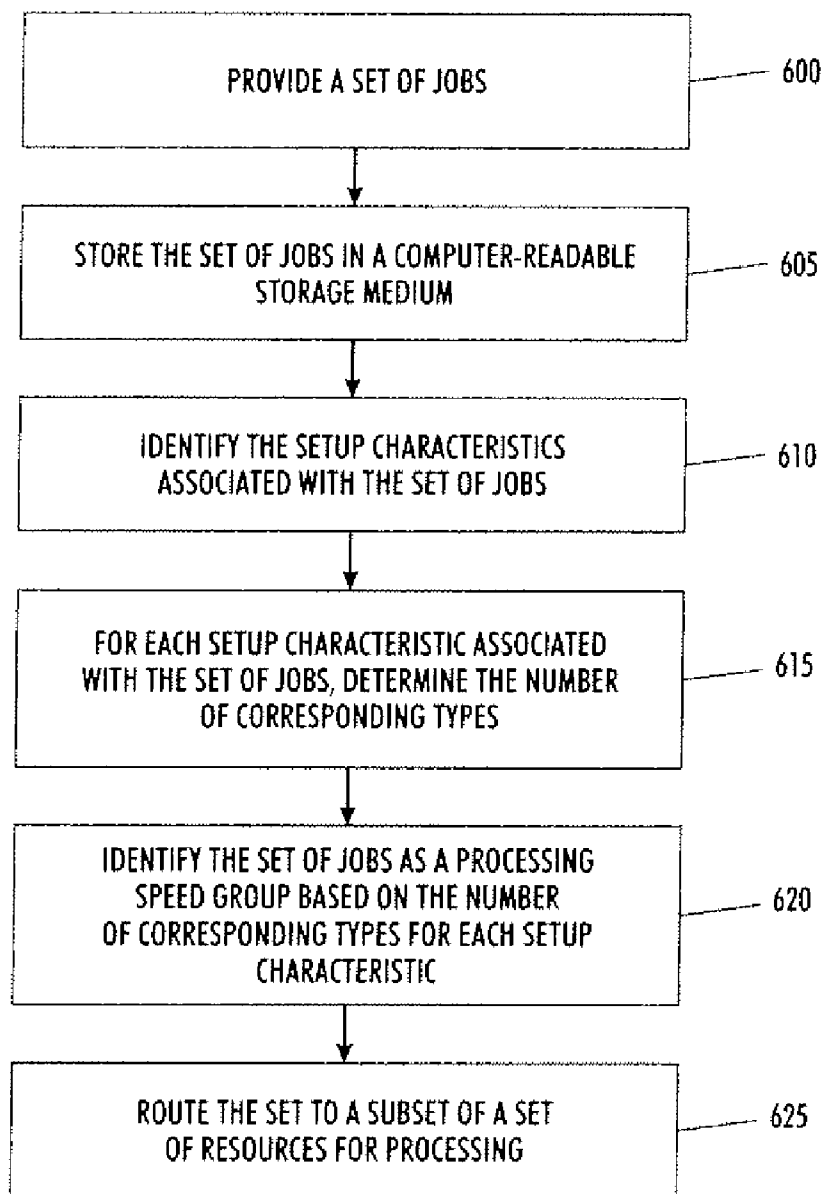 PROVIDE A SET OF JOBS
600
STORE THE SET OF JOBS IN A COMPUTER-READABLE
STORAGE MEDIUM
605
IDENTIFY THE SETUP CHARACTERISTICS
ASSOCIATED WITH THE SET OF JOBS
610
FOR EACH SETUP CHARACTERISTIC ASSOCIATED
WITH THE SET OF JOBS, DETERMINE THE NUMBER
OF CORRESPONDING TYPES
615
IDENTIFY THE SET OF JOBS AS A PROCESSING
SPEED GROUP BASED ON THE NUMBER
OF CORRESPONDING TYPES FOR EACH SETUP
CHARACTERISTIC
620
ROUTE THE SET TO A SUBSET OF A SET
OF RESOURCES FOR PROCESSING
625